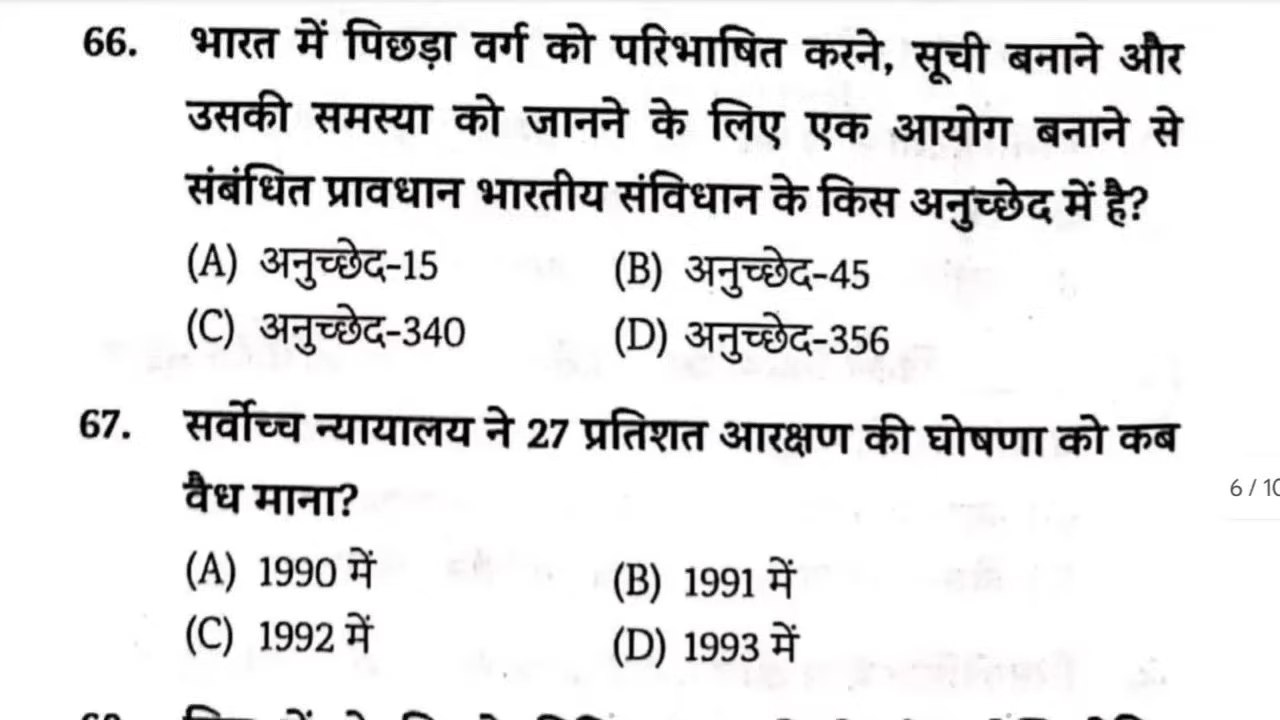 66. भारत में पिछड़ा वर्ग को परिभाषित करने, सूची बनाने और
उसकी समस्या को जानने के लिए एक आयोग बनाने से
संबंधित प्रावधान भारतीय संविधान के किस अनुच्छेद में है?
(A) अनुच्छेद-15 (B) अनुच्छेद-45
(C) अनुच्छेद-340 (D) अनुच्छेद-356
67. सर्वोच्च न्यायालय ने 27 प्रतिशत आरक्षण की घोषणा को कब
वैध माना?
6 / 10
(A) 1990 में (B) 1991 में
(C) 1992 में (D) 1993 में